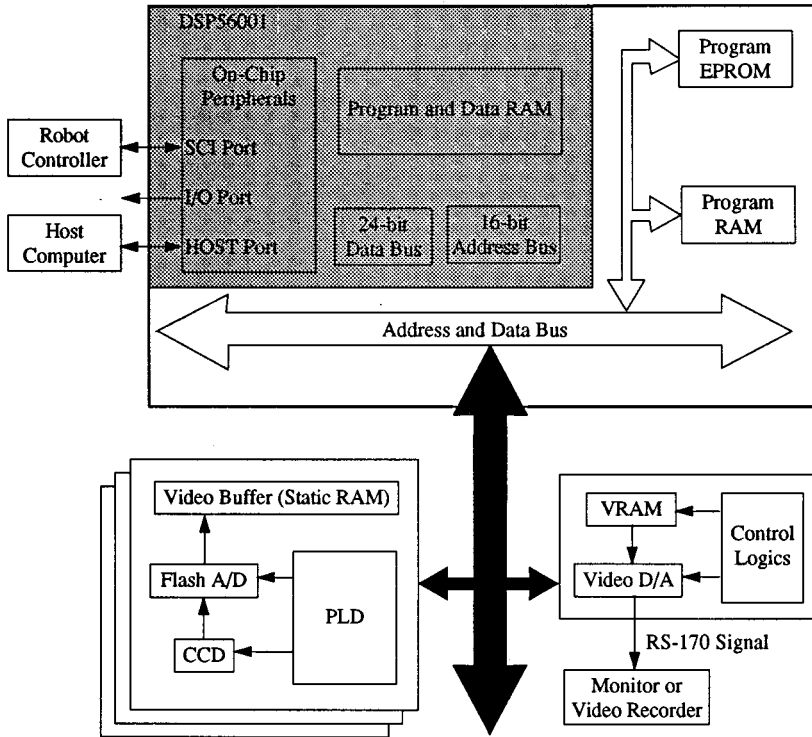 DSP56001
On-Chip
Peripherals
SCI Port
I/O Port
HOST Port
Program and Data RAM
24-bit
Data Bus
16-bit
Address Bus
Program
EPROM
Program
RAM
Robot
Controller
Host
Computer
Address and Data Bus
Video Buffer (Static RAM)
Flash A/D
CCD
PLD
VRAM
Video D/A
Control
Logics
RS-170 Signal
Monitor or
Video Recorder